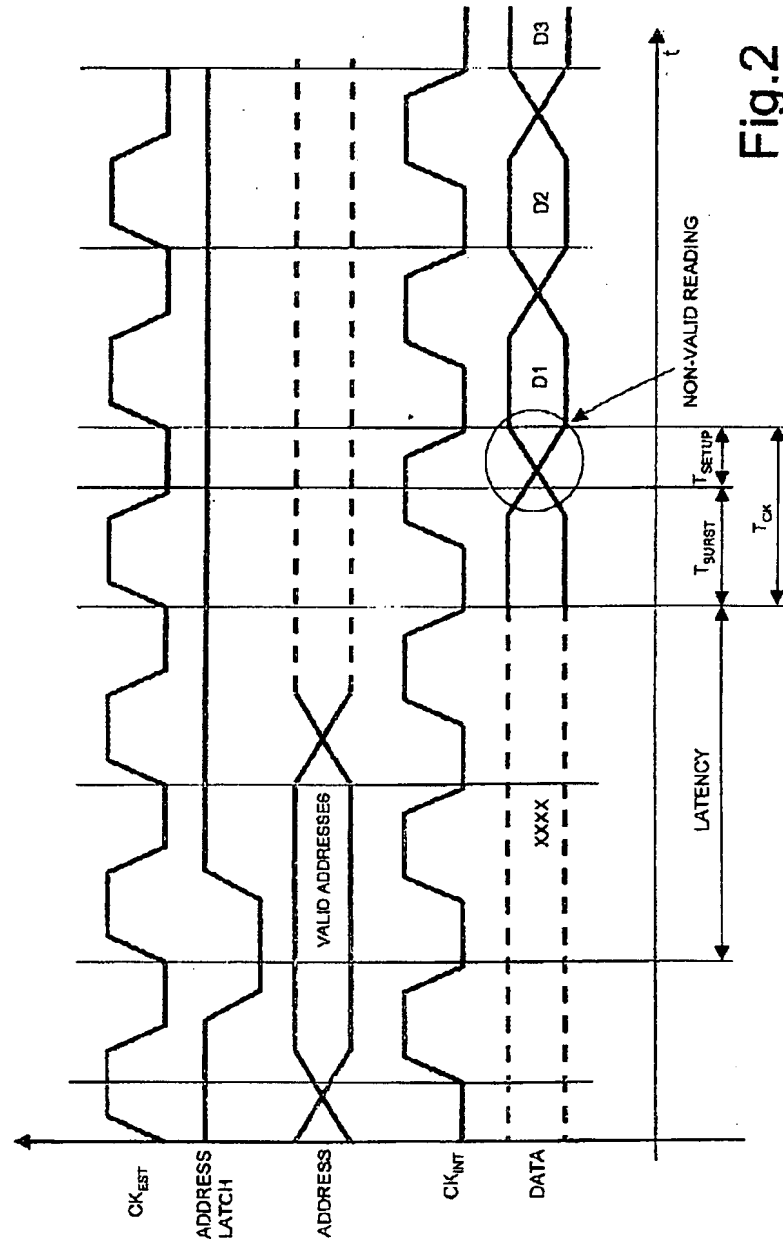 CK_EST
ADDRESS
LATCH
ADDRESS
VALID ADDRESSES
CK_INT
DATA
XXXX
D1
D2
D3
NON-VALID READING
LATENCY
T_BURST
T_SETUP
T_CK
t
Fig.2